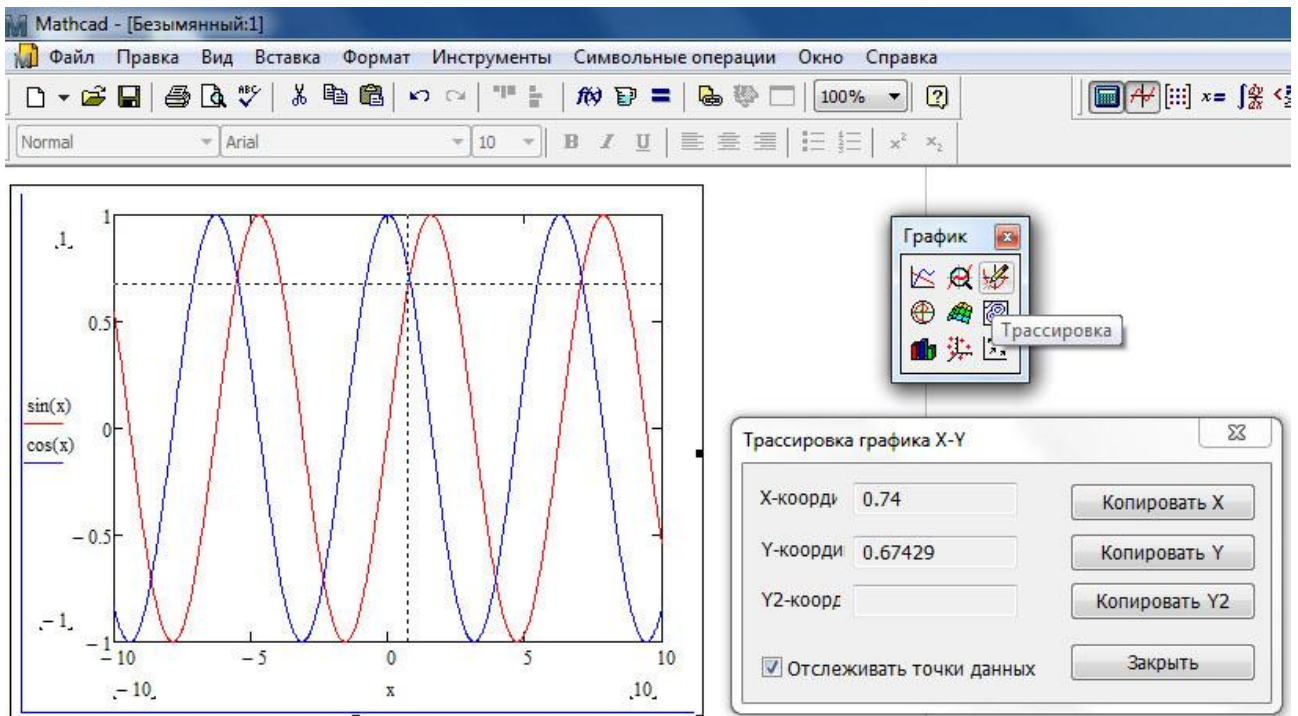 Mathcad - [Безымянный:1]
Файл Правка Вид Вставка Формат Инструменты Символьные операции Окно Справка
100%
Normal Arial 10 B I U
1
1
0.5
sin(x)
0
cos(x)
-0.5
-1
-1
-10 -5 0 5 10
-10 x 10
График
Трассировка
Трассировка графика X-Y
X-коорди 0.74 Копировать X
Y-коорди 0.67429 Копировать Y
Y2-коорд Копировать Y2
Отслеживать точки данных Закрыть